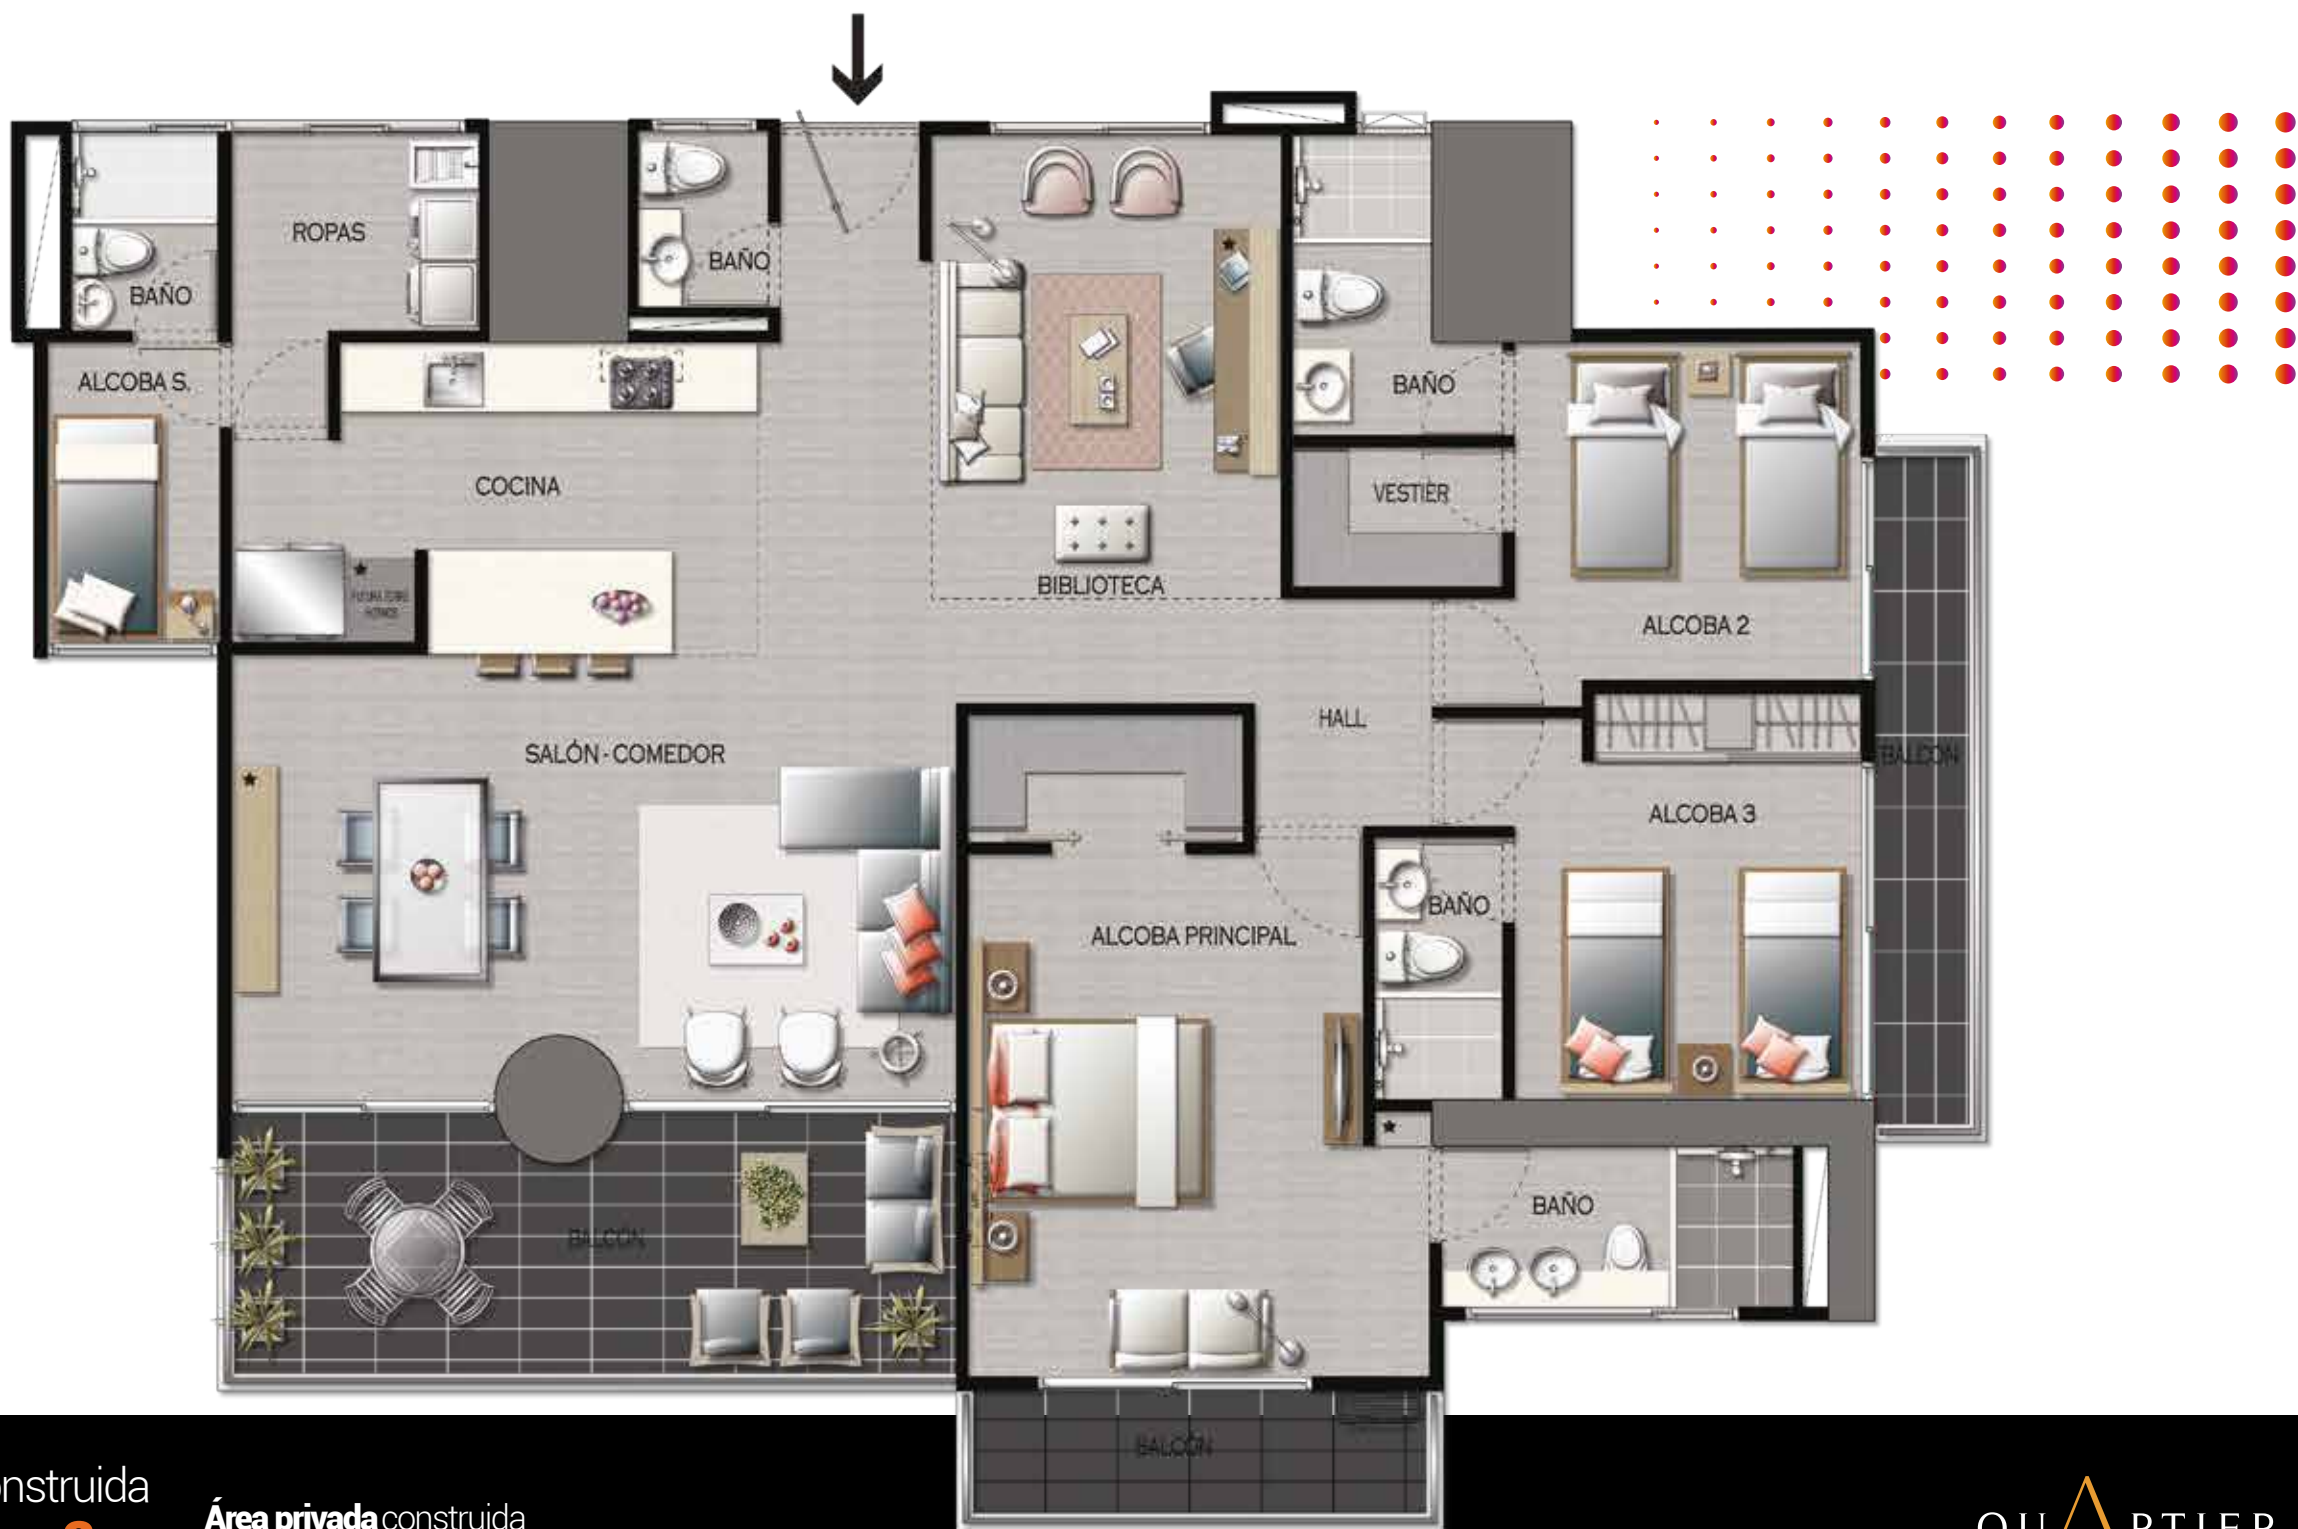 ROPAS
BAÑO
BAÑO
ALCOBA S.
BAÑO
COCINA
VESTIER
BIBLIOTECA
ALCOBA 2
HALL
SALÓN - COMEDOR
BALCÓN
ALCOBA 3
BAÑO
ALCOBA PRINCIPAL
BAÑO
BALCÓN
BALCÓN
nstruida
Área privada construida
QUARTIER